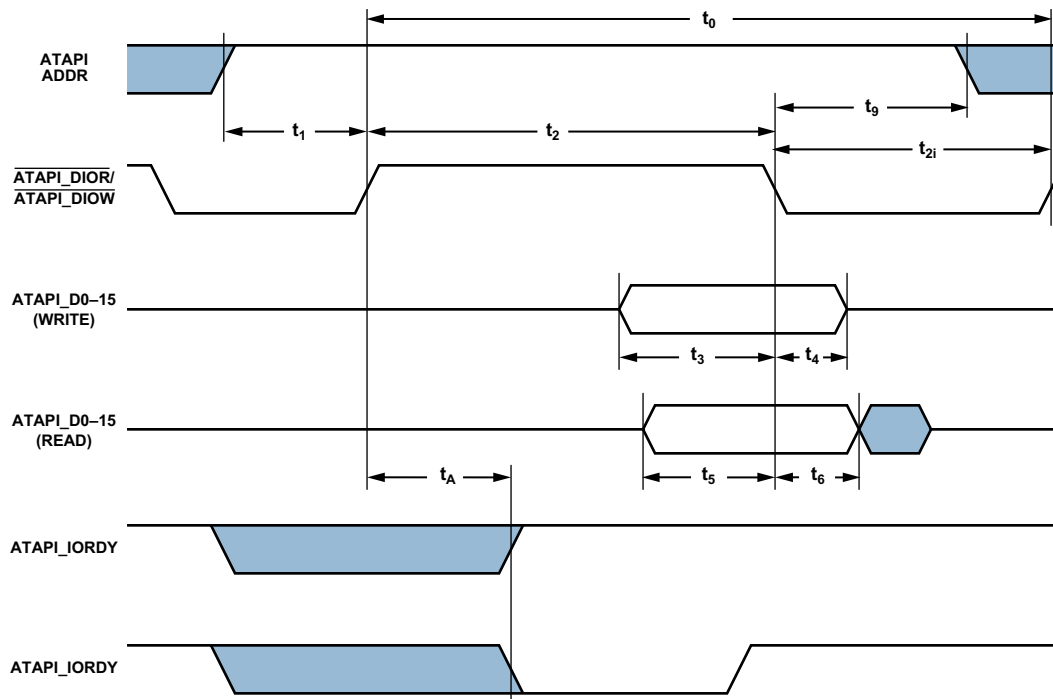 t0
ATAPI
ADDR
t9
t1
t2
t2i
ATAPI_DIOR/
ATAPI_DIOW
ATAPI_D0–15
(WRITE)
t3
t4
ATAPI_D0–15
(READ)
tA
t5
t6
ATAPI_IORDY
ATAPI_IORDY